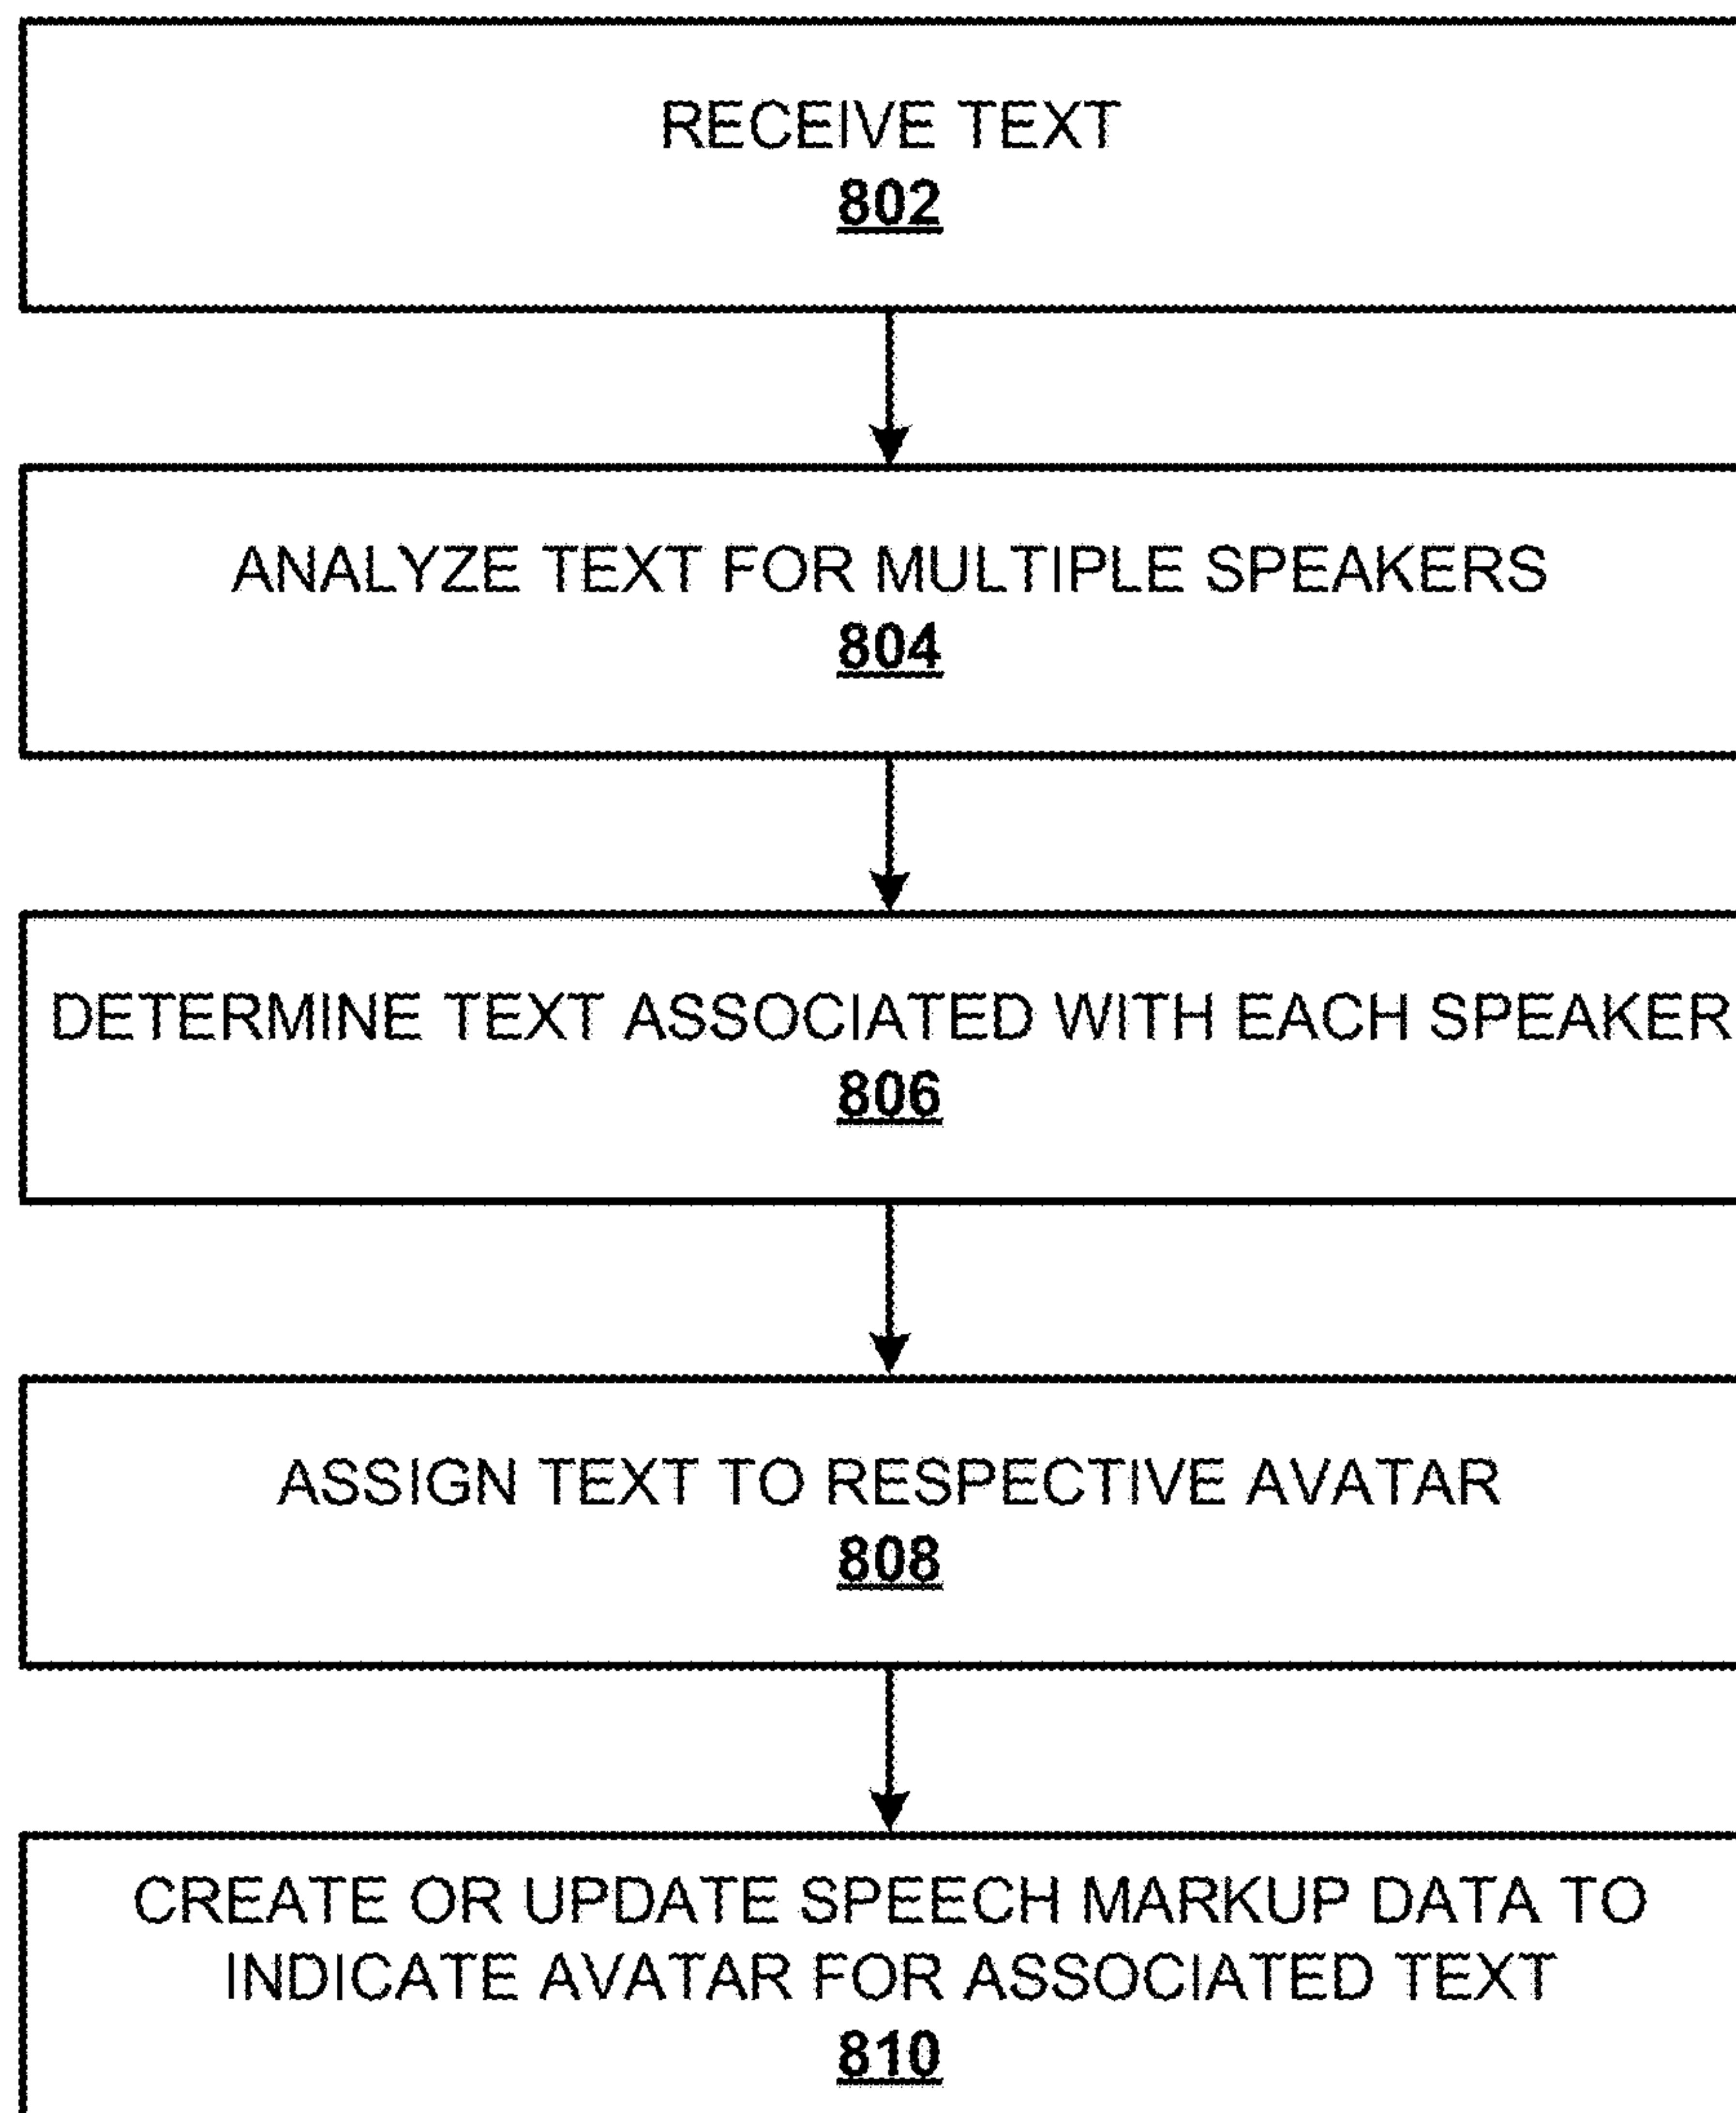 RECEIVE TEXT
802
ANALYZE TEXT FOR MULTIPLE SPEAKERS
804
DETERMINE TEXT ASSOCIATED WITH EACH SPEAKER
806
ASSIGN TEXT TO RESPECTIVE AVATAR
808
CREATE OR UPDATE SPEECH MARKUP DATA TO
INDICATE AVATAR FOR ASSOCIATED TEXT
810